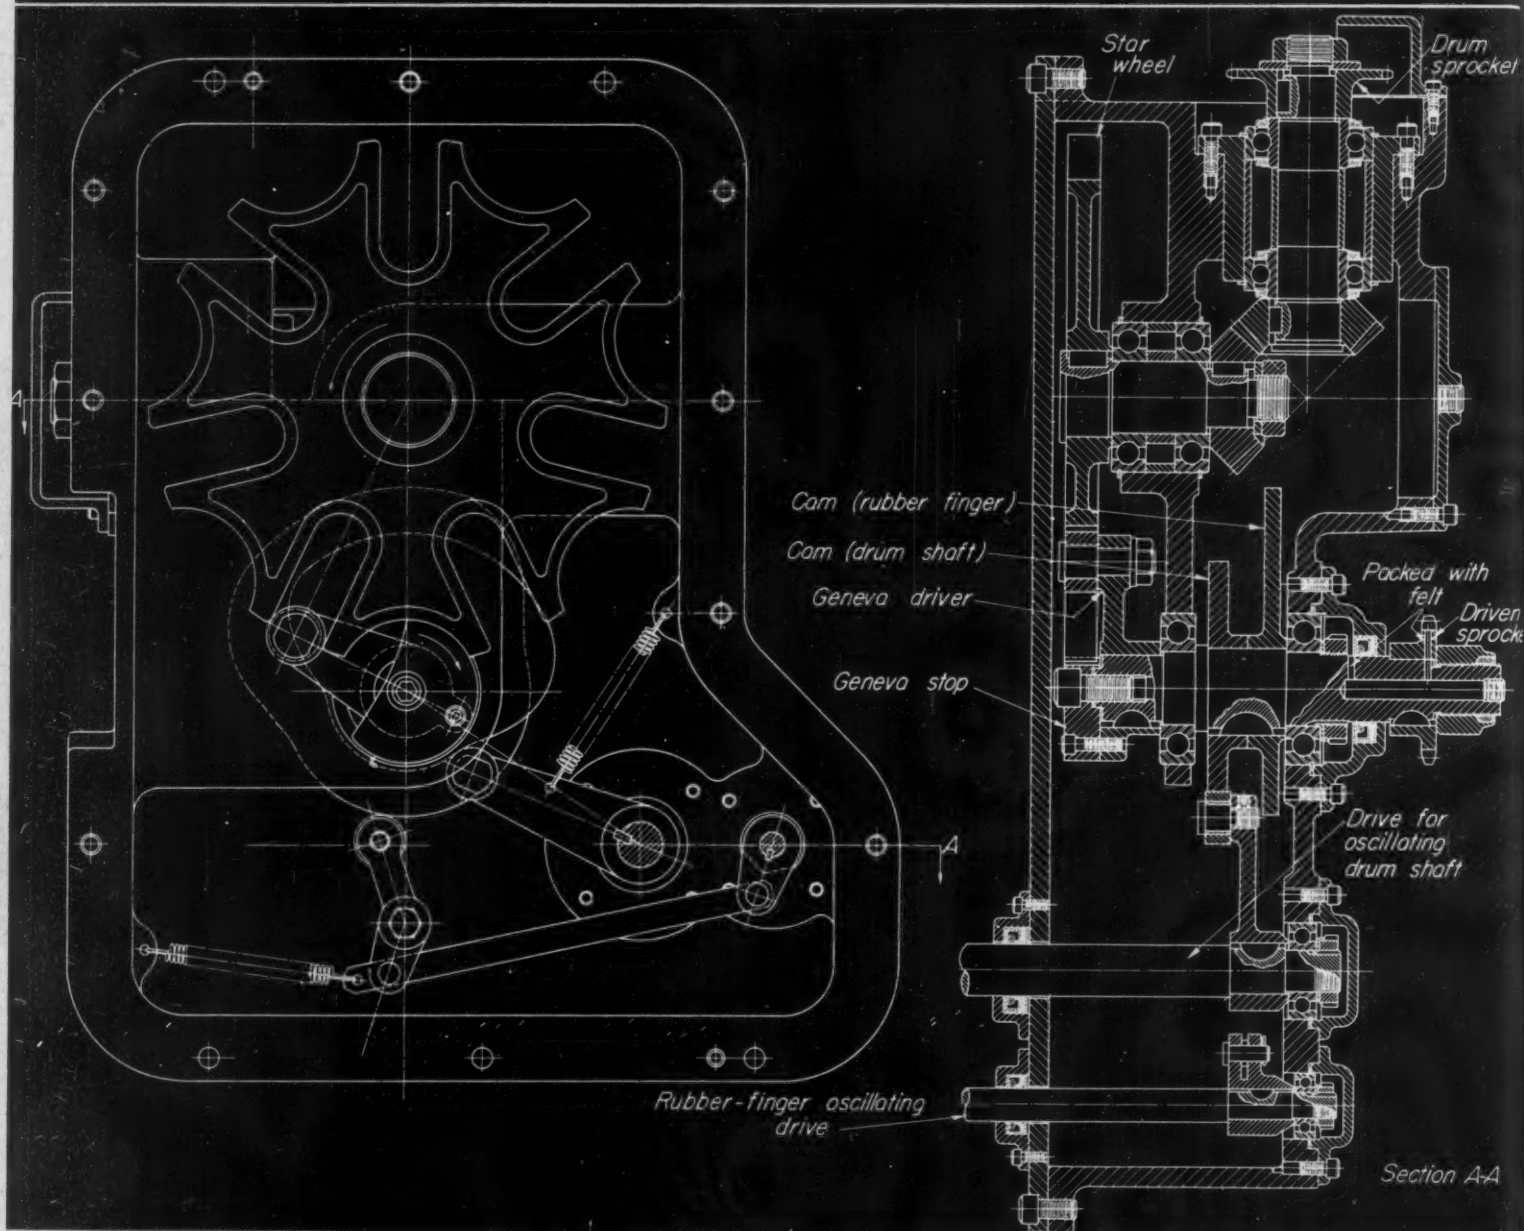 Star
wheel
Drum
sprocket
A
Cam (rubber finger)
Cam (drum shaft)
Geneva driver
Packed with
felt
Driven
sprocke
Geneva stop
A
Drive for
oscillating
drum shaft
Rubber-finger oscillating
drive
Section A-A